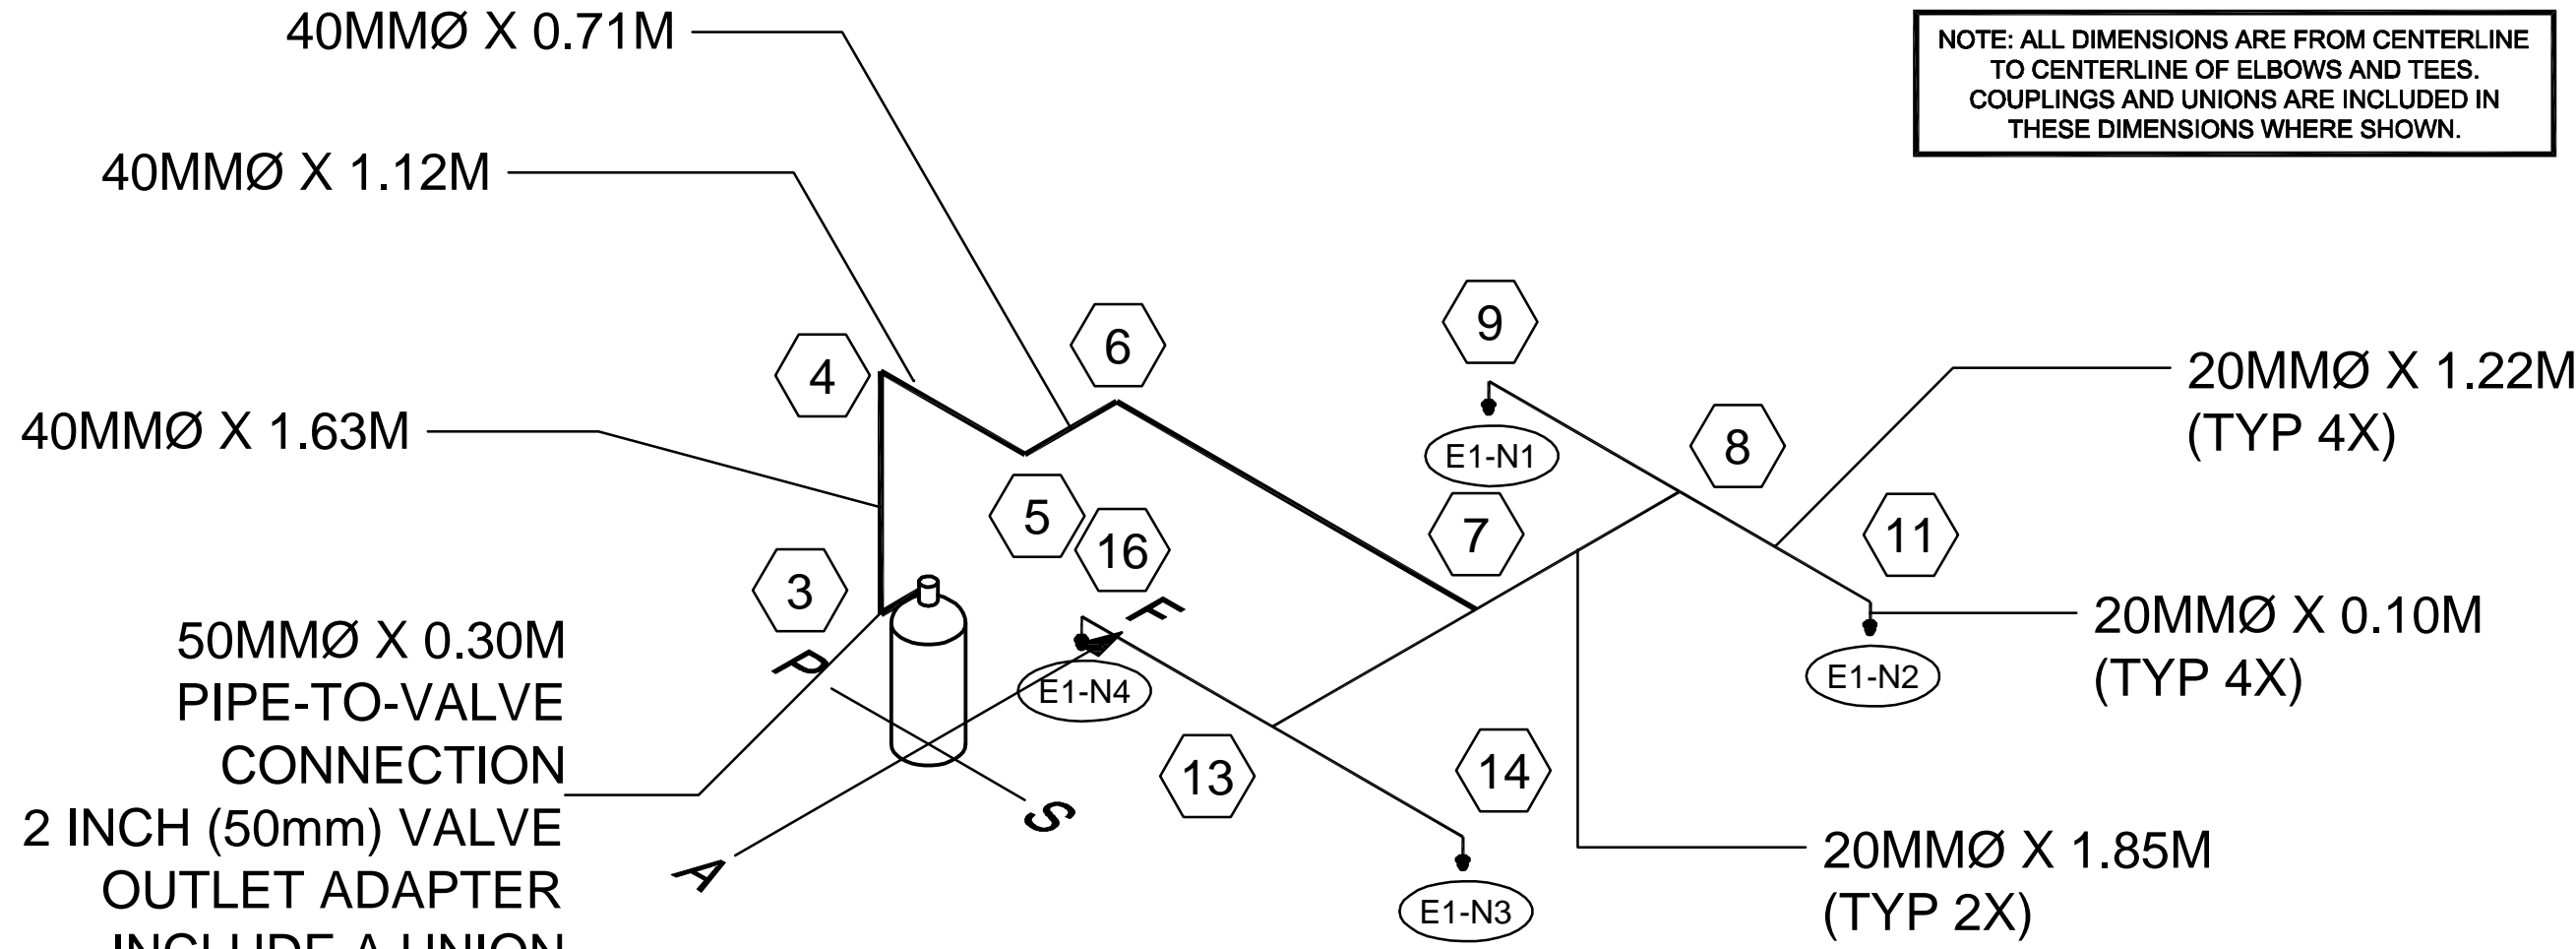 40MMØ X 0.71M
NOTE: ALL DIMENSIONS ARE FROM CENTERLINE
TO CENTERLINE OF ELBOWS AND TEES.
COUPLINGS AND UNIONS ARE INCLUDED IN
THESE DIMENSIONS WHERE SHOWN.
40MMØ X 1.12M
40MMØ X 1.63M
4
6
9
E1-N1
8
20MMØ X 1.22M
(TYP 4X)
5
16
7
11
3
F
P
E1-N4
A
S
50MMØ X 0.30M
PIPE-TO-VALVE
CONNECTION
2 INCH (50mm) VALVE
OUTLET ADAPTER
INCLUDE A UNION
20MMØ X 0.10M
(TYP 4X)
E1-N2
13
14
E1-N3
20MMØ X 1.85M
(TYP 2X)